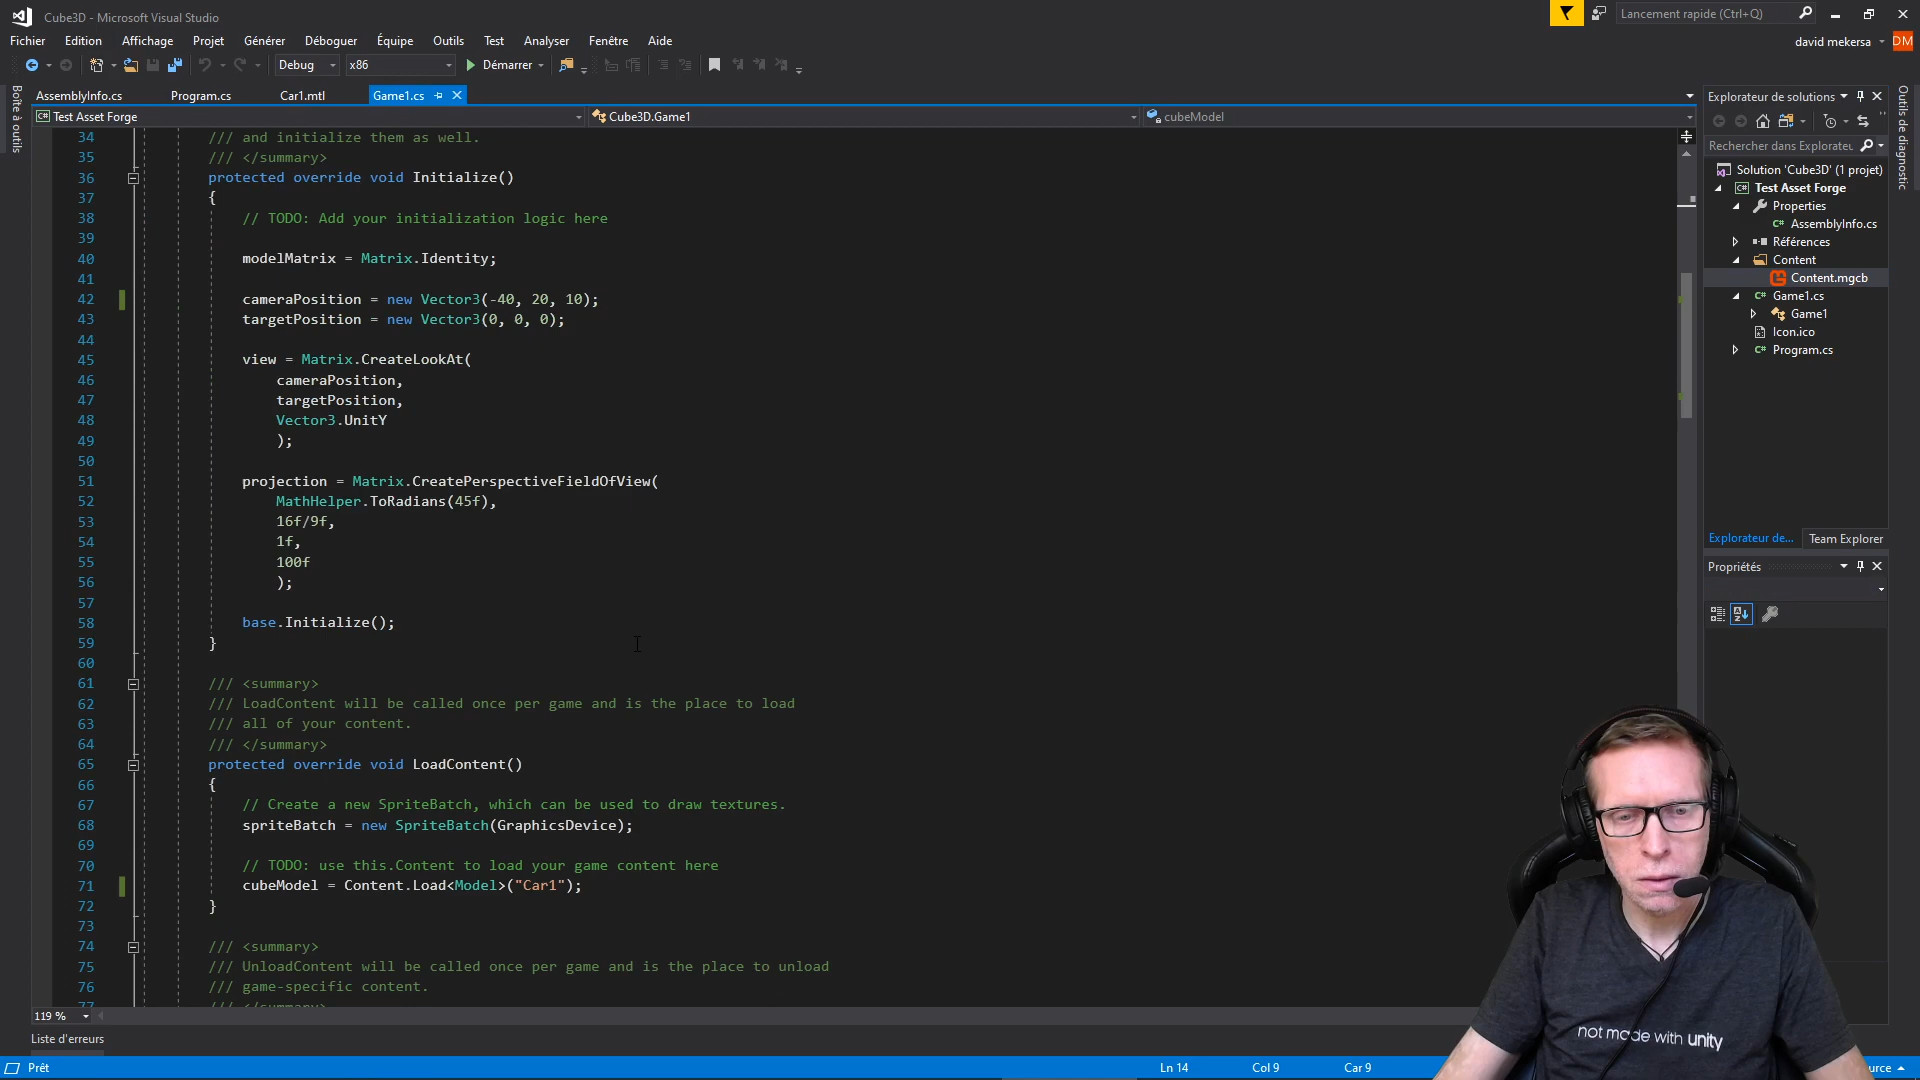 Cube3D - Microsoft Visual Studio
Lancement rapide (Ctrl+Q)
Fichier Edition Affichage Projet Générer Déboguer Équipe Outils Test Analyser Fenêtre Aide
david mekersa DM
Debug x86 Démarrer
Boîte à outils
AssemblyInfo.cs Program.cs Car1.mtl Game1.cs
Test Asset Forge Cube3D.Game1 cubeModel
34 /// and initialize them as well.
35 /// </summary>
36 protected override void Initialize()
37 {
38 // TODO: Add your initialization logic here
39
40 modelMatrix = Matrix.Identity;
41
42 cameraPosition = new Vector3(-40, 20, 10);
43 targetPosition = new Vector3(0, 0, 0);
44
45 view = Matrix.CreateLookAt(
46 cameraPosition,
47 targetPosition,
48 Vector3.UnitY
49 );
50
51 projection = Matrix.CreatePerspectiveFieldOfView(
52 MathHelper.ToRadians(45f),
53 16f/9f,
54 1f,
55 100f
56 );
57
58 base.Initialize();
59 }
60
61 /// <summary>
62 /// LoadContent will be called once per game and is the place to load
63 /// all of your content.
64 /// </summary>
65 protected override void LoadContent()
66 {
67 // Create a new SpriteBatch, which can be used to draw textures.
68 spriteBatch = new SpriteBatch(GraphicsDevice);
69
70 // TODO: use this.Content to load your game content here
71 cubeModel = Content.Load<Model>("Car1");
72 }
73
74 /// <summary>
75 /// UnloadContent will be called once per game and is the place to unload
76 /// game-specific content.
77 /// </summary>
119 %
Liste d'erreurs
Prêt Ln 14 Col 9 Car 9
Explorateur de solutions
Rechercher dans Explorateu
Solution 'Cube3D' (1 projet)
Test Asset Forge
Properties
AssemblyInfo.cs
Références
Content
Content.mgcb
Game1.cs
Game1
Icon.ico
Program.cs
Explorateur de... Team Explorer
Propriétés
Outils de diagnostic
not made with unity